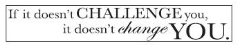 If it doesn't CHALLENGE you,
it doesn't change YOU.